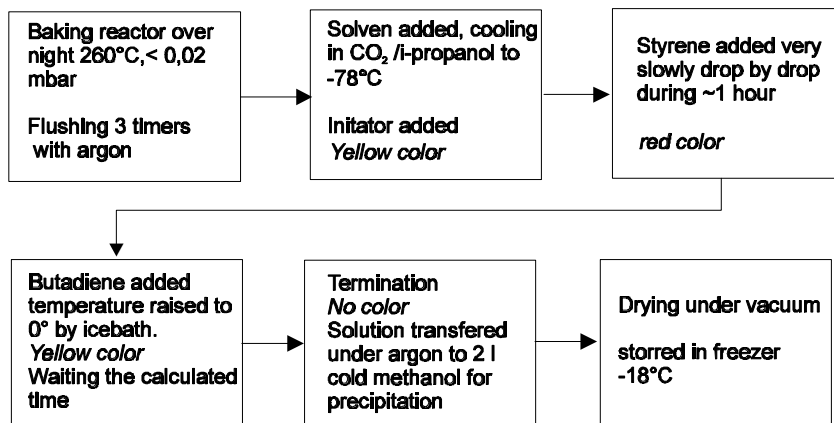 Baking reactor over
night 260°C,< 0,02
mbar
Flushing 3 timers
with argon
Solven added, cooling
in CO₂ /i-propanol to
-78°C
Initator added
Yellow color
Styrene added very
slowly drop by drop
during ~1 hour
red color
Butadiene added
temperature raised to
0° by icebath.
Yellow color
Waiting the calculated
time
Termination
No color
Solution transfered
under argon to 2 l
cold methanol for
precipitation
Drying under vacuum
storred in freezer
-18°C